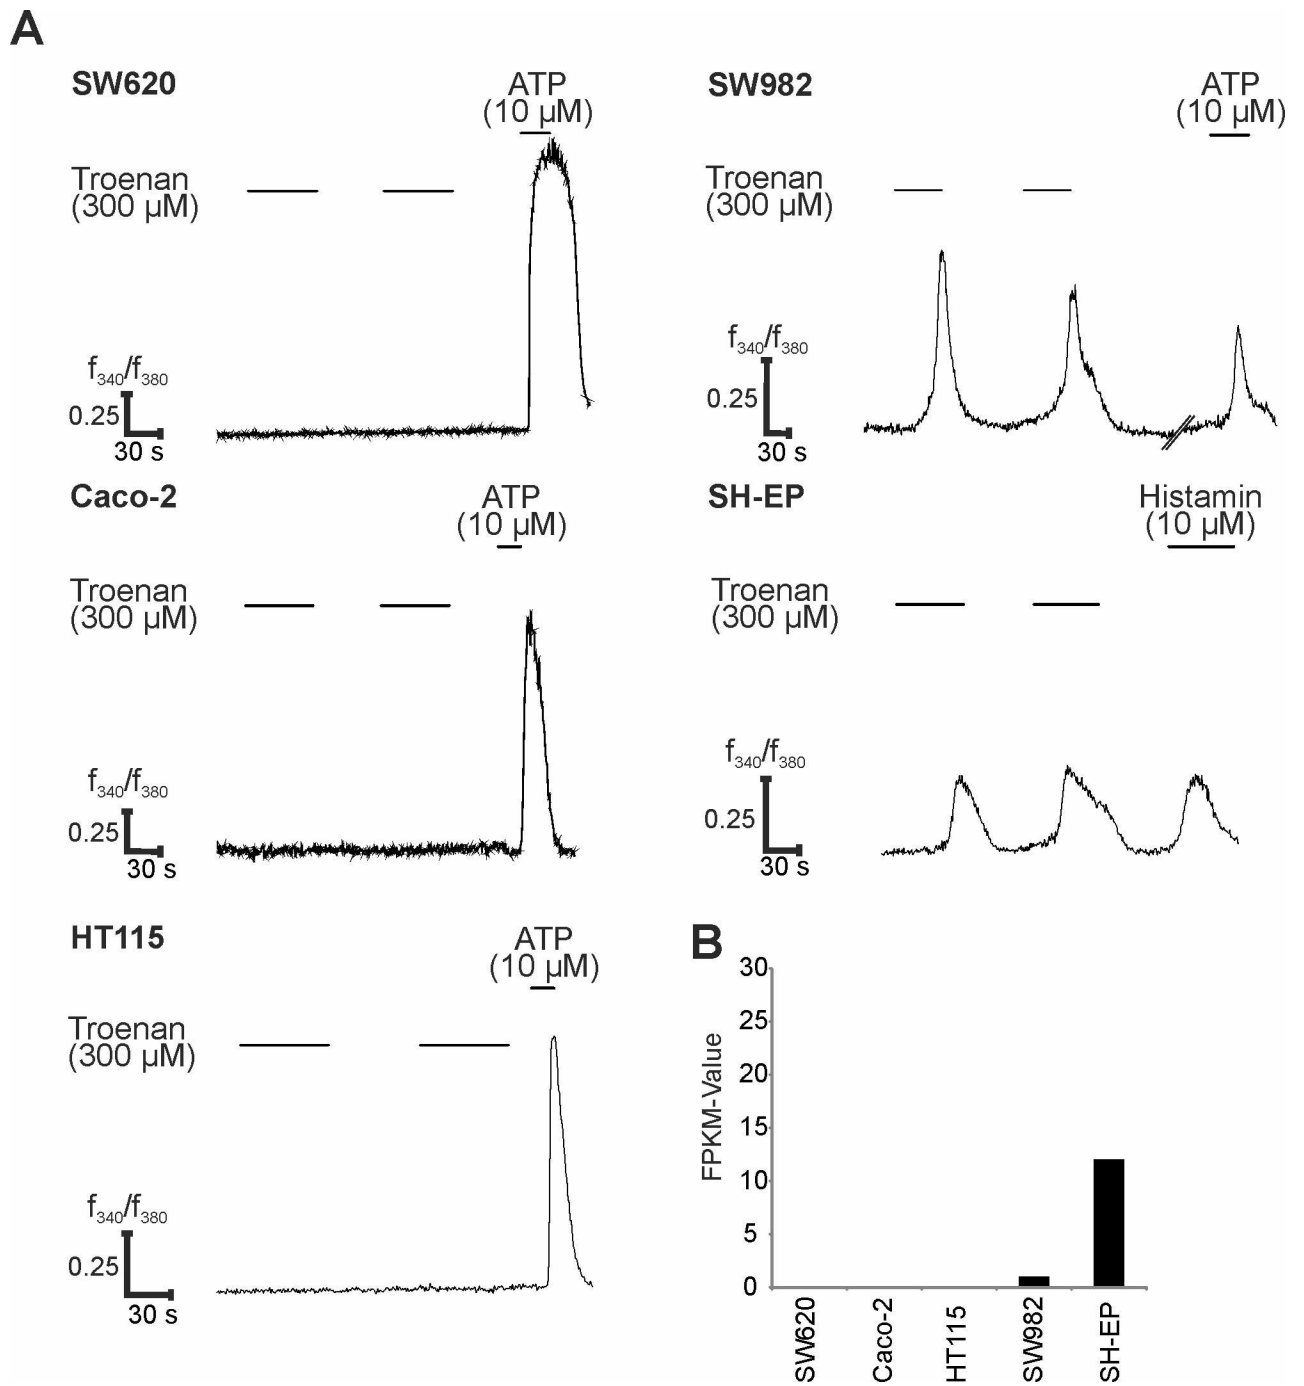 A
SW620
ATP
(10 µM)
Troenan
(300 µM)
f340/f380
0.25
30 s
SW982
ATP
(10 µM)
Troenan
(300 µM)
f340/f380
0.25
30 s
Caco-2
ATP
(10 µM)
Troenan
(300 µM)
f340/f380
0.25
30 s
SH-EP
Histamin
(10 µM)
Troenan
(300 µM)
f340/f380
0.25
30 s
HT115
ATP
(10 µM)
Troenan
(300 µM)
f340/f380
0.25
30 s
B
FPKM-Value
30
25
20
15
10
5
0
SW620
Caco-2
HT115
SW982
SH-EP